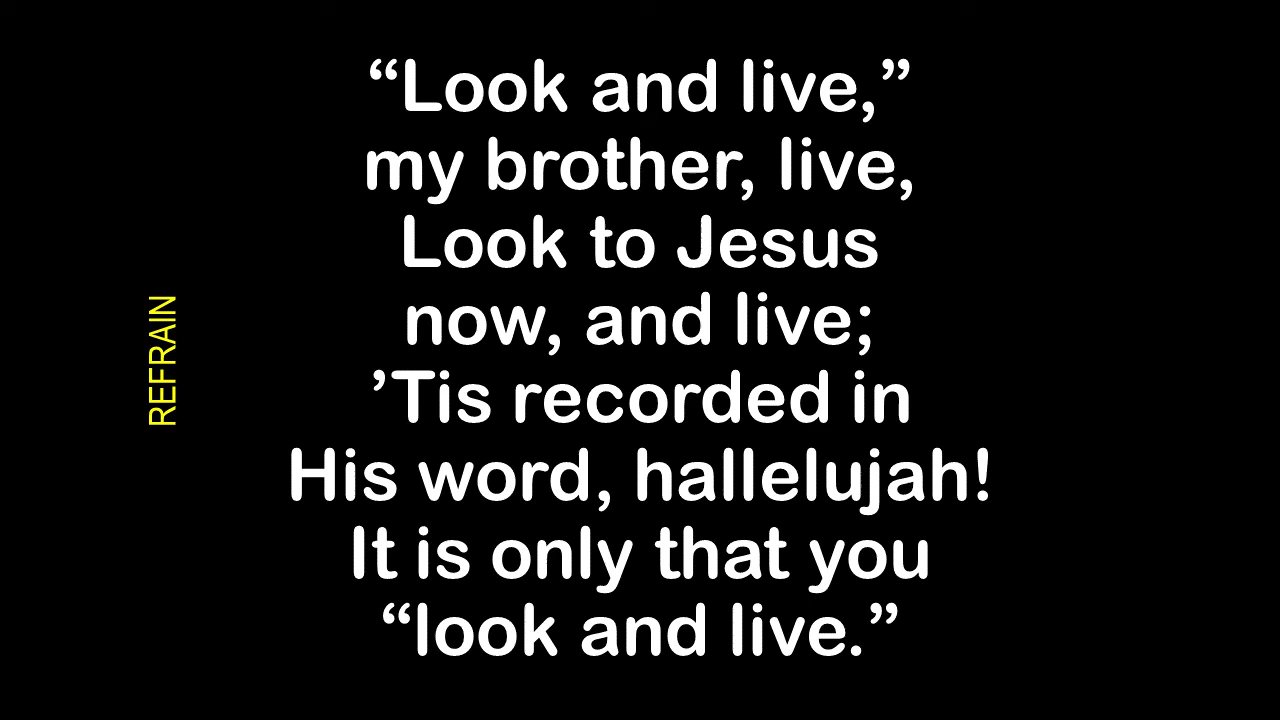 “Look and live,”
my brother, live,
Look to Jesus
now, and live;
’Tis recorded in
His word, hallelujah!
It is only that you
“look and live.”
REFRAIN